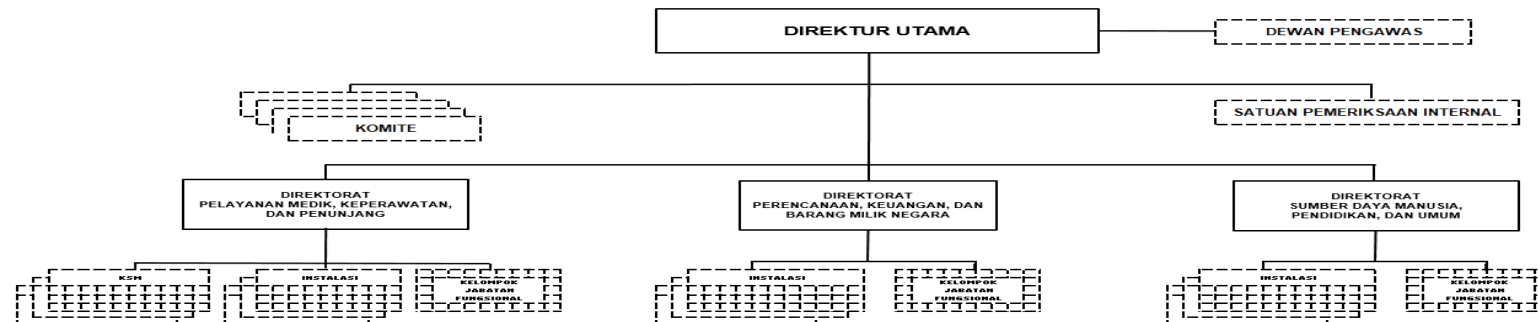 DIREKTUR UTAMA
DEWAN PENGAWAS
KOMITE
SATUAN PEMERIKSAAN INTERNAL
DIREKTORAT
PELAYANAN MEDIK, KEPERAWATAN,
DAN PENUNJANG
DIREKTORAT
PERENCANAAN, KEUANGAN, DAN
BARANG MILIK NEGARA
DIREKTORAT
SUMBER DAYA MANUSIA,
PENDIDIKAN, DAN UMUM
KSM
INSTALASI
KELOMPOK
JABATAN
FUNGSIONAL
INSTALASI
KELOMPOK
JABATAN
FUNGSIONAL
INSTALASI
KELOMPOK
JABATAN
FUNGSIONAL